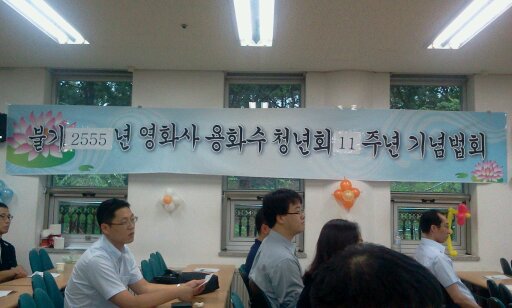 불기 2555 년 영화사 용화수 청년회 11 주년 기념법회